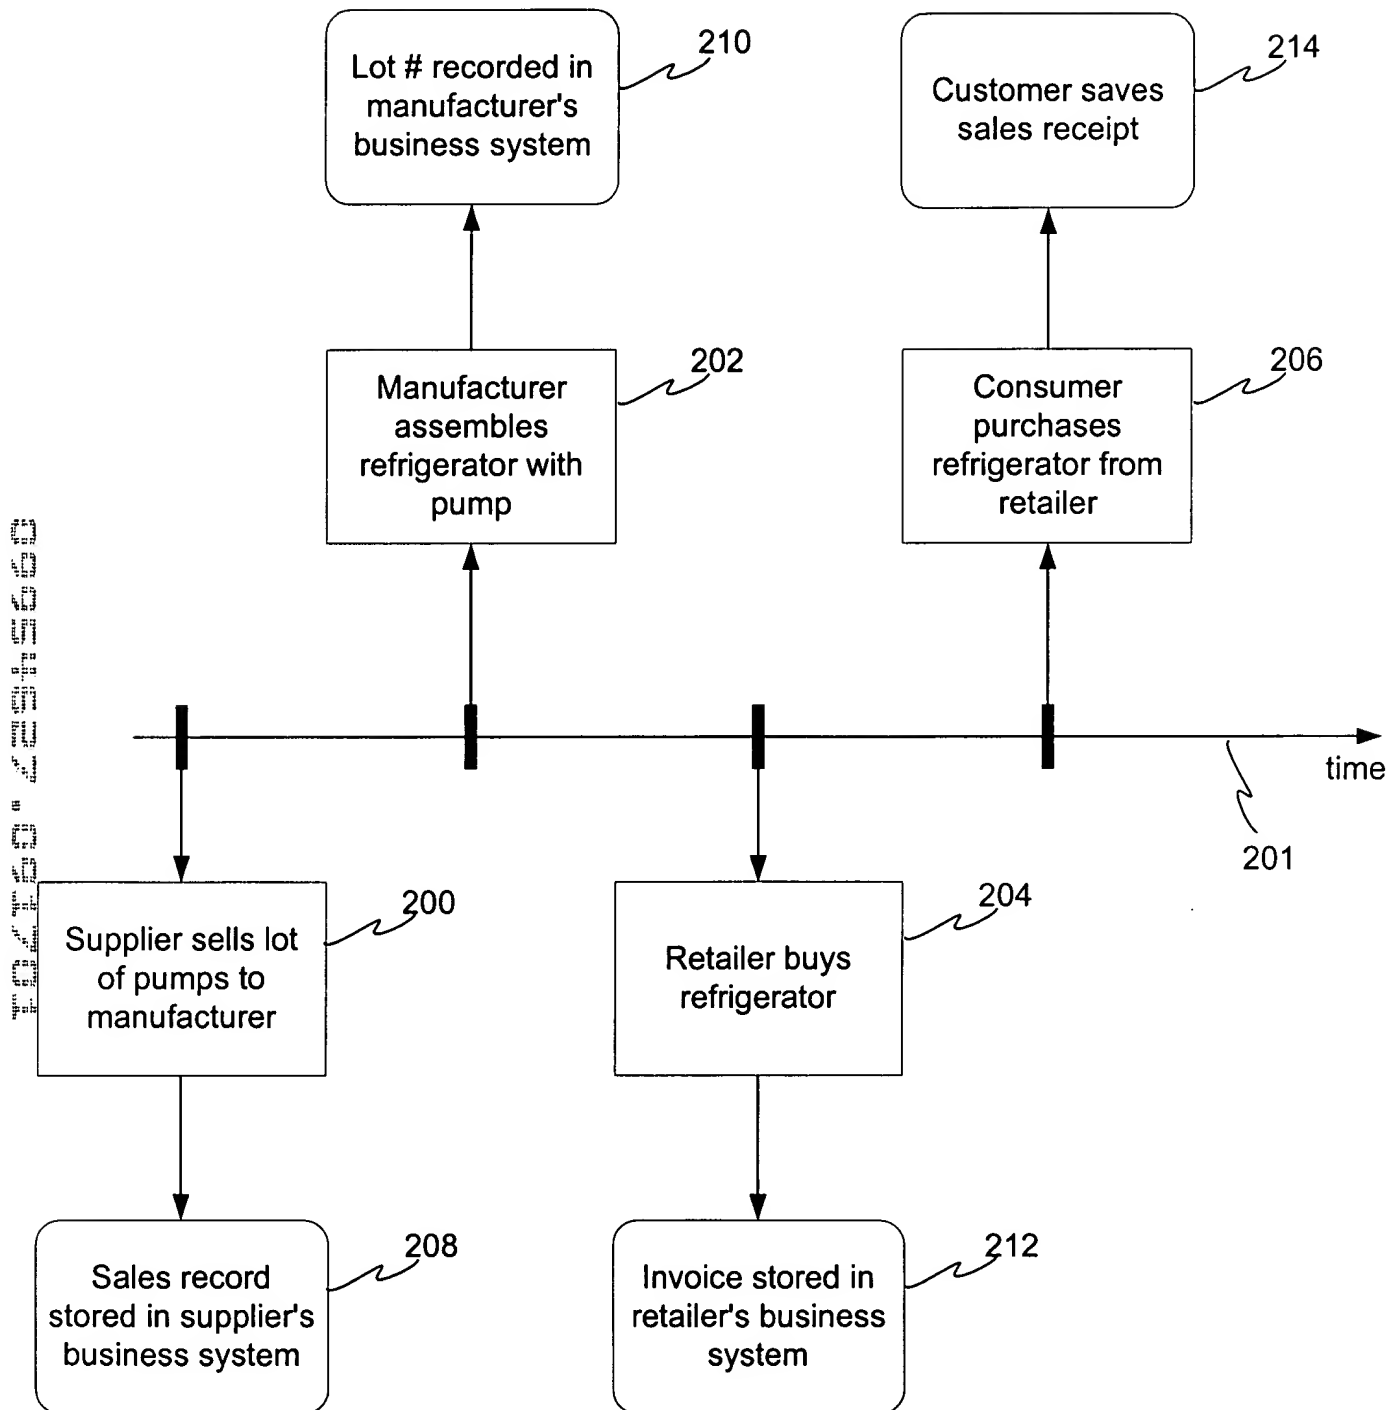 Lot # recorded in
manufacturer's
business system
210
Customer saves
sales receipt
214
Manufacturer
assembles
refrigerator with
pump
202
Consumer
purchases
refrigerator from
retailer
206
time
201
Supplier sells lot
of pumps to
manufacturer
200
Retailer buys
refrigerator
204
Sales record
stored in supplier's
business system
208
Invoice stored in
retailer's business
system
212